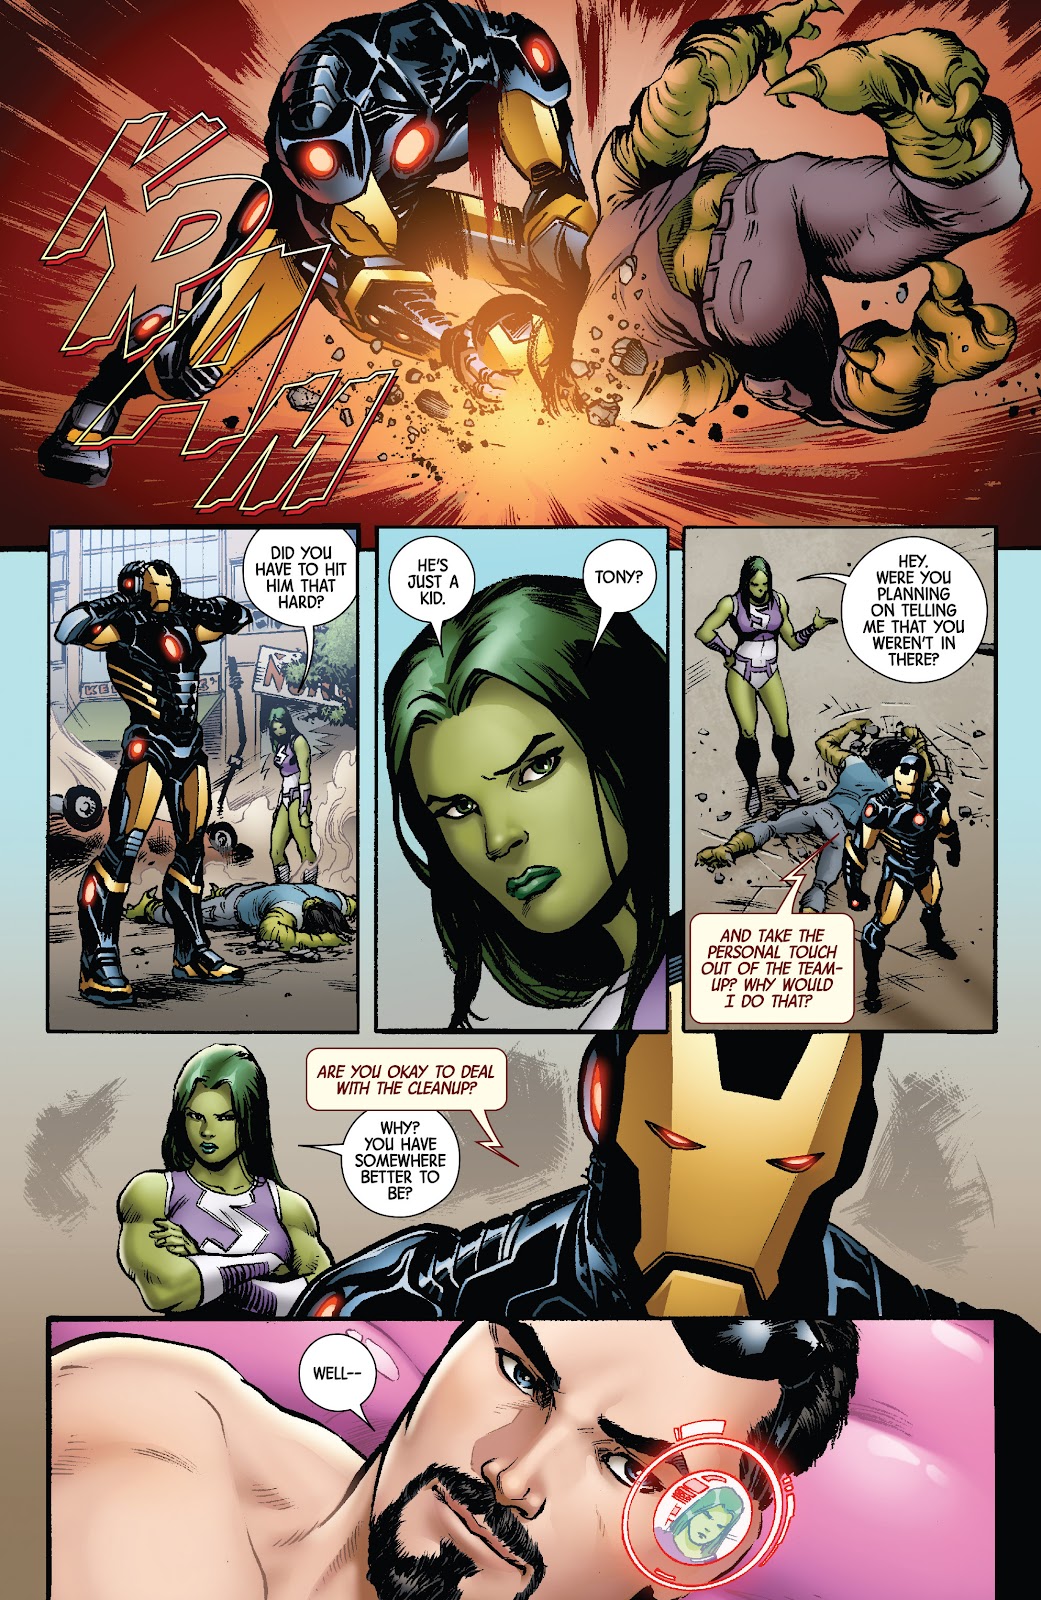 KRAAAM
DID YOU
HAVE TO HIT
HIM THAT
HARD?
HE'S
JUST A
KID.
TONY?
HEY,
WERE YOU
PLANNING
ON TELLING
ME THAT YOU
WEREN'T IN
THERE?
AND TAKE THE
PERSONAL TOUCH
OUT OF THE TEAM-
UP? WHY WOULD
I DO THAT?
ARE YOU OKAY TO DEAL
WITH THE CLEANUP?
WHY?
YOU HAVE
SOMEWHERE
BETTER TO
BE?
WELL--